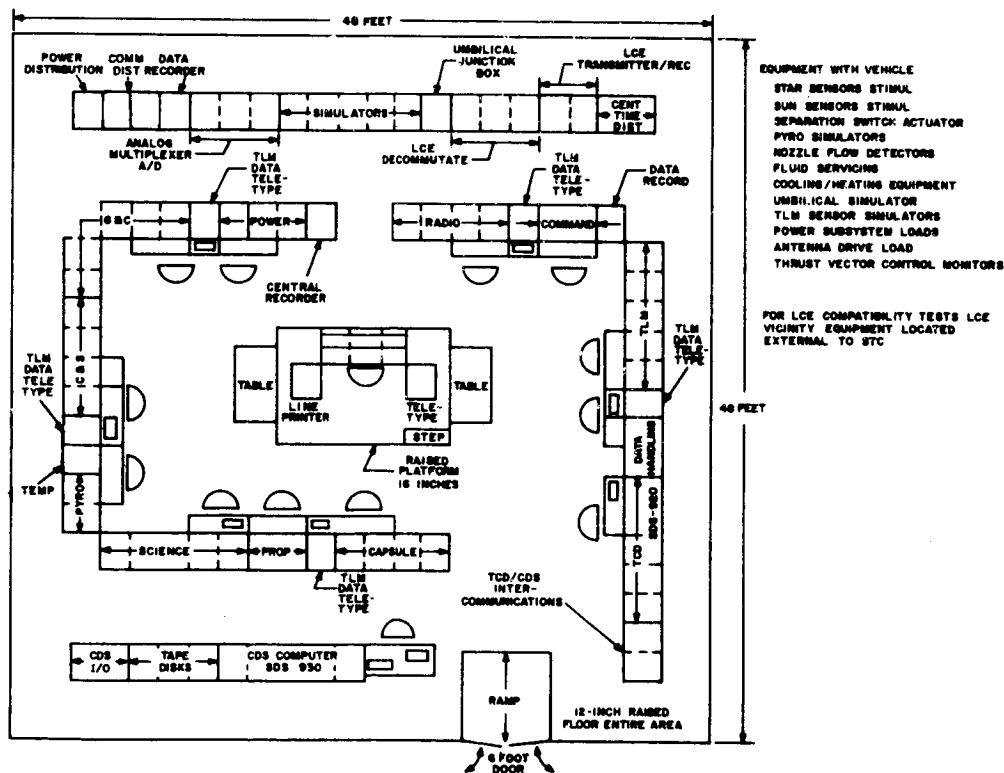 48 FEET
POWER
DISTRIBUTION
COMM
DIST
DATA
RECORDER
UMBILICAL
JUNCTION
BOX
LCE
TRANSMITTER/REC
SIMULATORS
CENT
TIME
DIST
ANALOG
MULTIPLEXER
A/D
LCE
DECOMMUTATE
EQUIPMENT WITH VEHICLE
STAR SENSORS STIMUL
SUN SENSORS STIMUL
SEPARATION SWITCH ACTUATOR
PYRO SIMULATORS
NOZZLE FLOW DETECTORS
FLUID SERVICING
COOLING/HEATING EQUIPMENT
UMBILICAL SIMULATOR
TLM SENSOR SIMULATORS
POWER SUBSYSTEM LOADS
ANTENNA DRIVE LOAD
THRUST VECTOR CONTROL MONITORS
FOR LCE COMPATIBILITY TESTS LCE
VICINITY EQUIPMENT LOCATED
EXTERNAL TO STC
TLM
DATA
TELE-
TYPE
TLM
DATA
TELE-
TYPE
DATA
RECORD
G&C
POWER
RADIO
COMMAND
CENTRAL
RECORDER
TLM
TLM
DATA
TELE-
TYPE
C&S
TLM
DATA
TELE
TYPE
TABLE
LINE
PRINTER
TELE-
TYPE
TABLE
STEP
RAISED
PLATFORM
16 INCHES
48 FEET
DATA
HANDLING
TEMP
PYRO
SDS-920
TCD
SCIENCE
PROP
CAPSULE
TLM
DATA
TELE-
TYPE
TCD/CDS
INTER-
COMMUNICATIONS
CDS
I/O
TAPE
DISKS
CDS COMPUTER
SDS 930
RAMP
12-INCH RAISED
FLOOR ENTIRE AREA
6 FOOT
DOOR